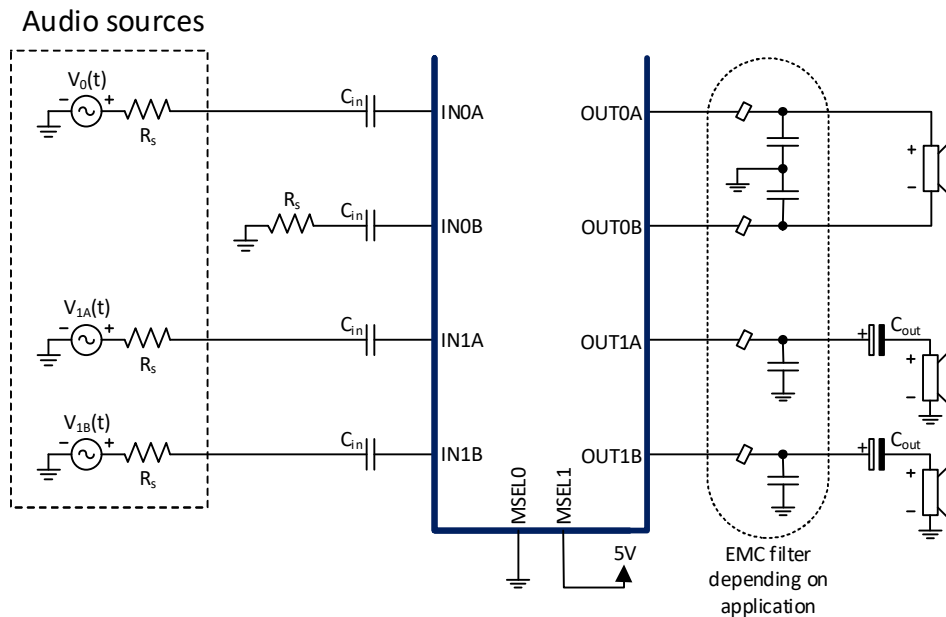 Audio sources
V₀(t)
− +
Rₛ
Cᵢₙ
IN0A
OUT0A
+
−
Rₛ
Cᵢₙ
IN0B
OUT0B
V₁ₐ(t)
− +
Rₛ
Cᵢₙ
IN1A
OUT1A
+
Cₒᵤₜ
+
−
V₁B(t)
− +
Rₛ
Cᵢₙ
IN1B
OUT1B
+
Cₒᵤₜ
+
−
MSEL0
MSEL1
5V
EMC filter
depending on
application